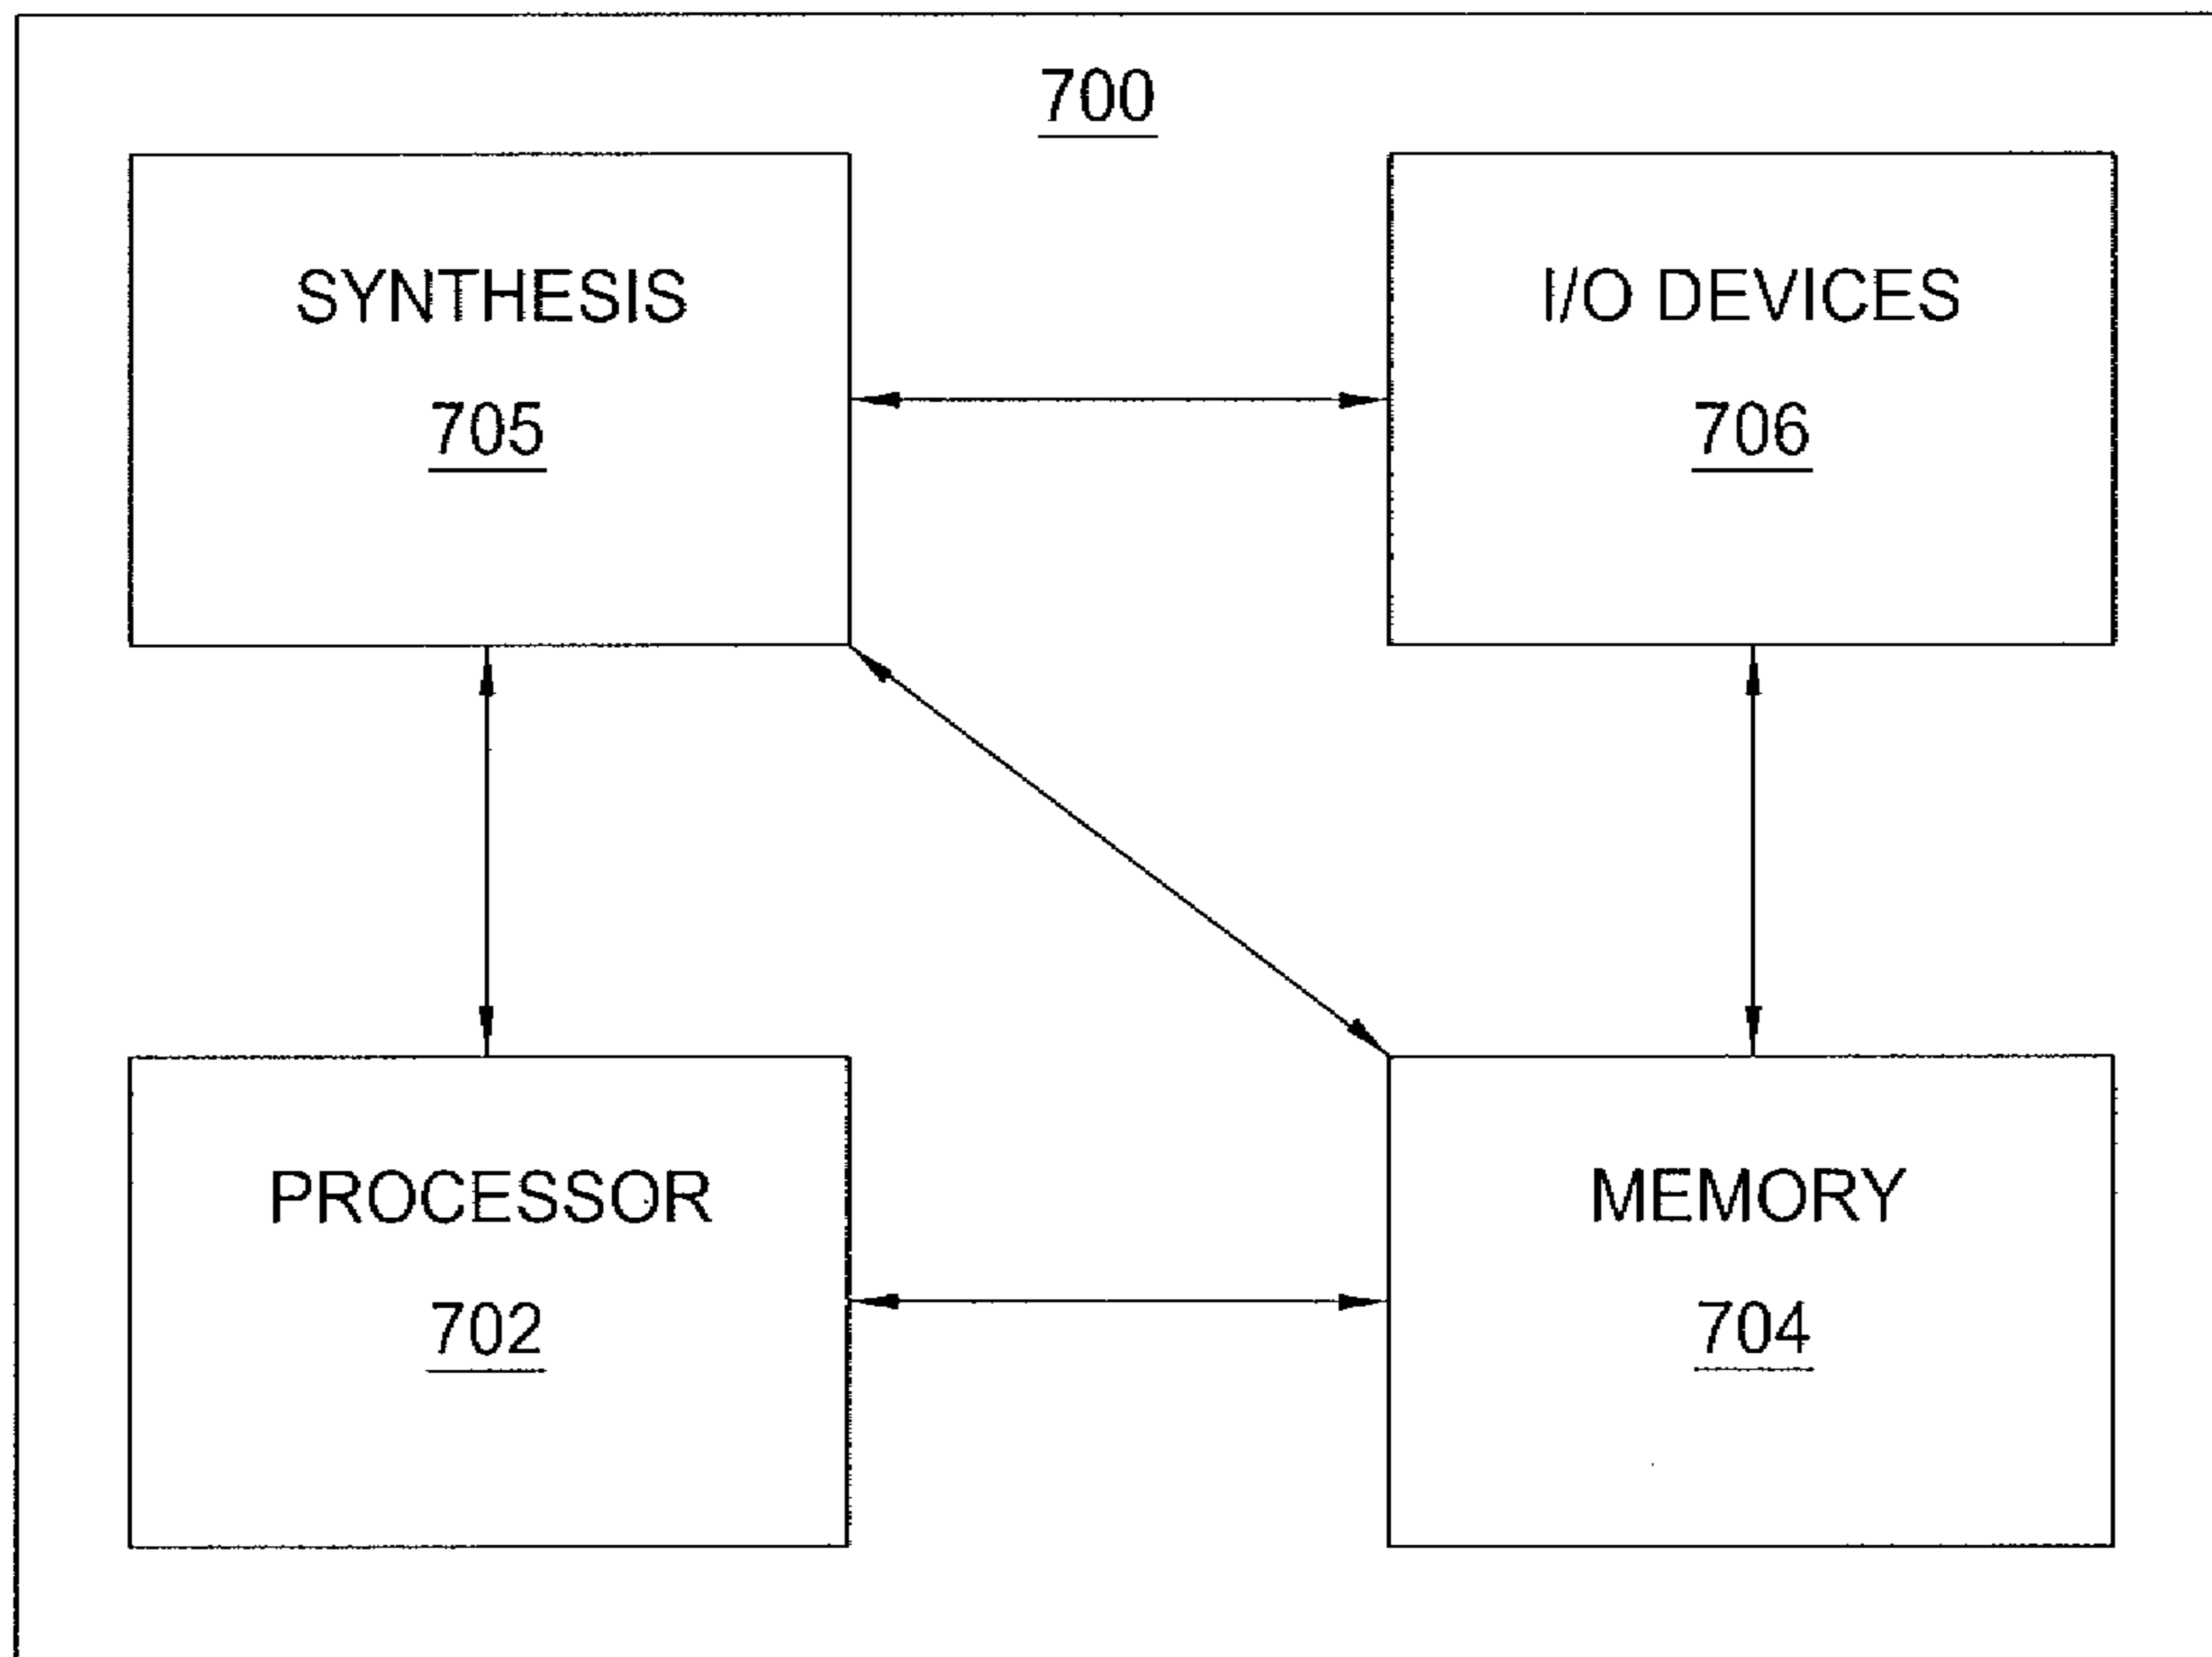 700
SYNTHESIS
705
I/O DEVICES
706
PROCESSOR
702
MEMORY
704